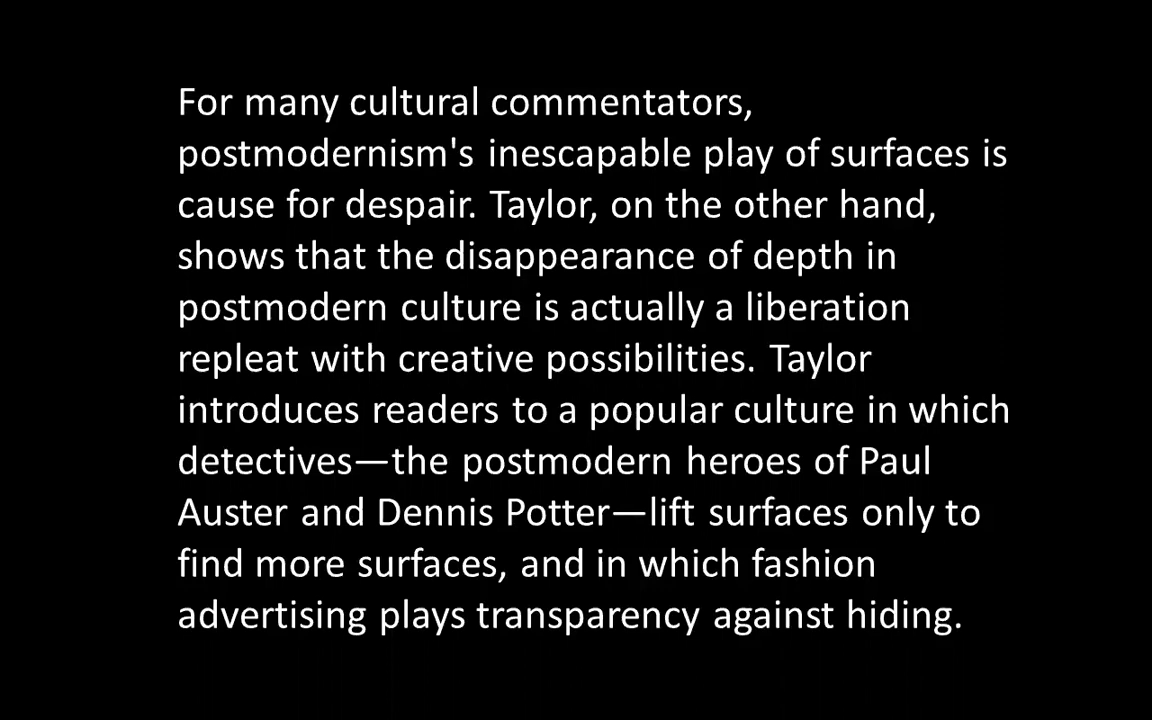 For many cultural commentators,
postmodernism's inescapable play of surfaces is
cause for despair. Taylor, on the other hand,
shows that the disappearance of depth in
postmodern culture is actually a liberation
repleat with creative possibilities. Taylor
introduces readers to a popular culture in which
detectives—the postmodern heroes of Paul
Auster and Dennis Potter—lift surfaces only to
find more surfaces, and in which fashion
advertising plays transparency against hiding.